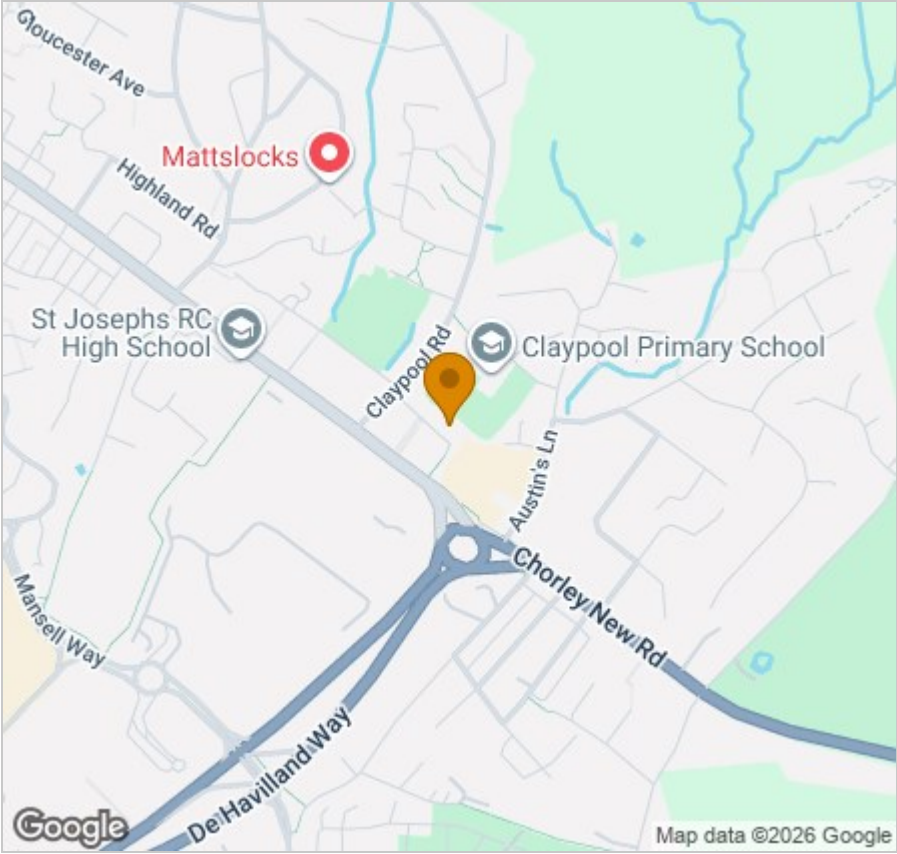 Gloucester Ave
Mattslocks
Highland Rd
St Josephs RC
High School
Claypool Rd
Claypool Primary School
Austin's Ln
Chorley New Rd
Mansell Way
De Havilland Way
Google
Map data ©2026 Google